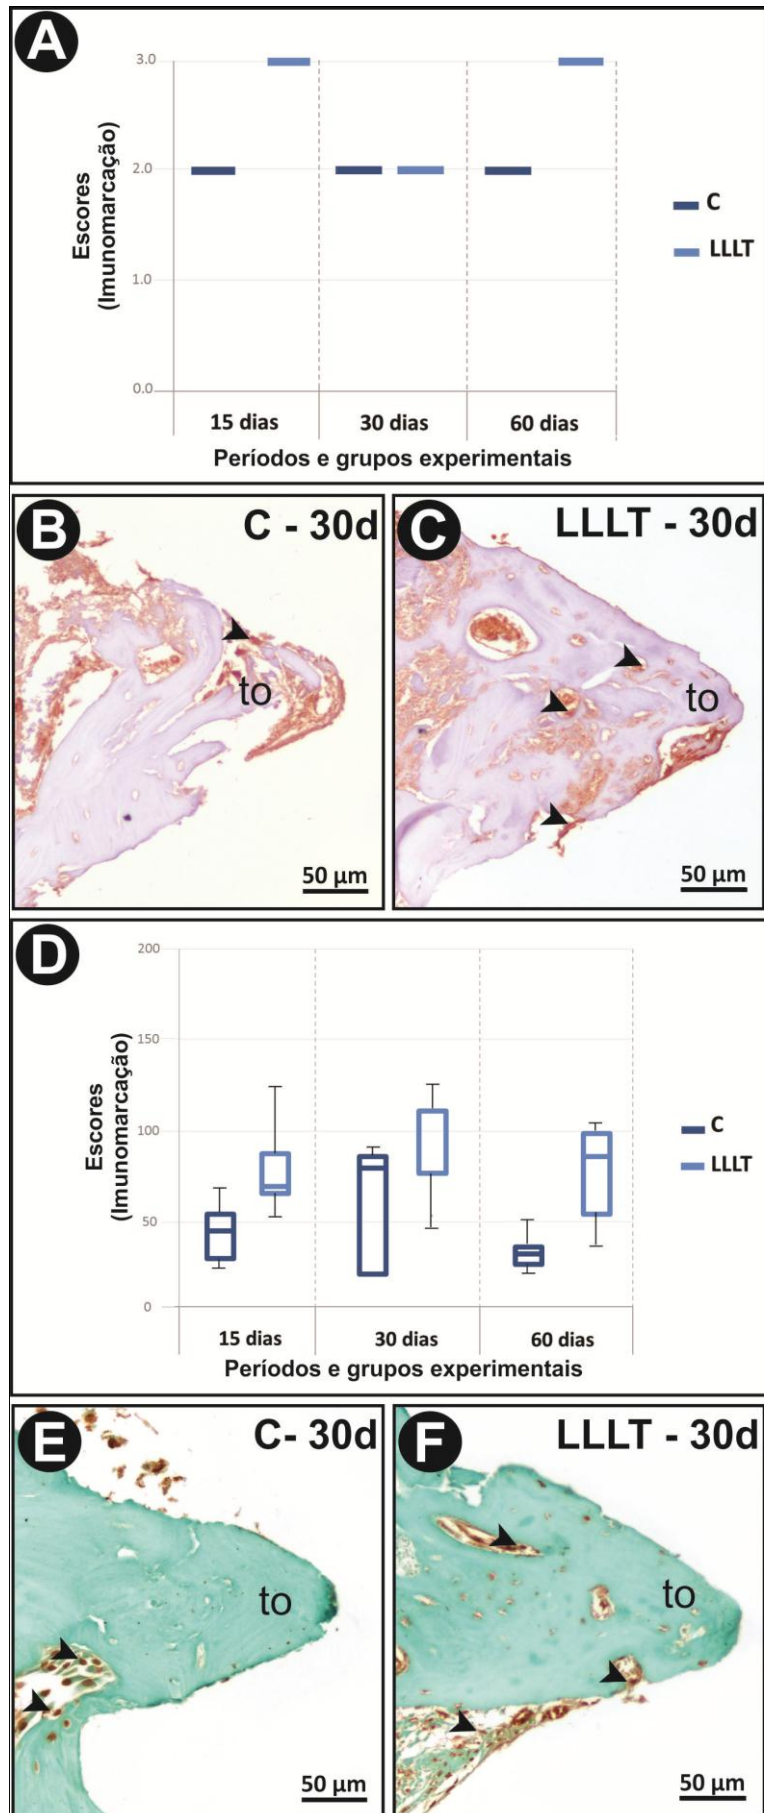 A
3.0
2.0
1.0
0.0
Escores
(Imunomarcação)
C
LLLT
15 dias
30 dias
60 dias
Períodos e grupos experimentais
B
C - 30d
to
50 µm
C
LLLT - 30d
to
50 µm
D
200
150
100
50
0
Escores
(Imunomarcação)
C
LLLT
15 dias
30 dias
60 dias
Períodos e grupos experimentais
E
C- 30d
to
50 µm
F
LLLT - 30d
to
50 µm